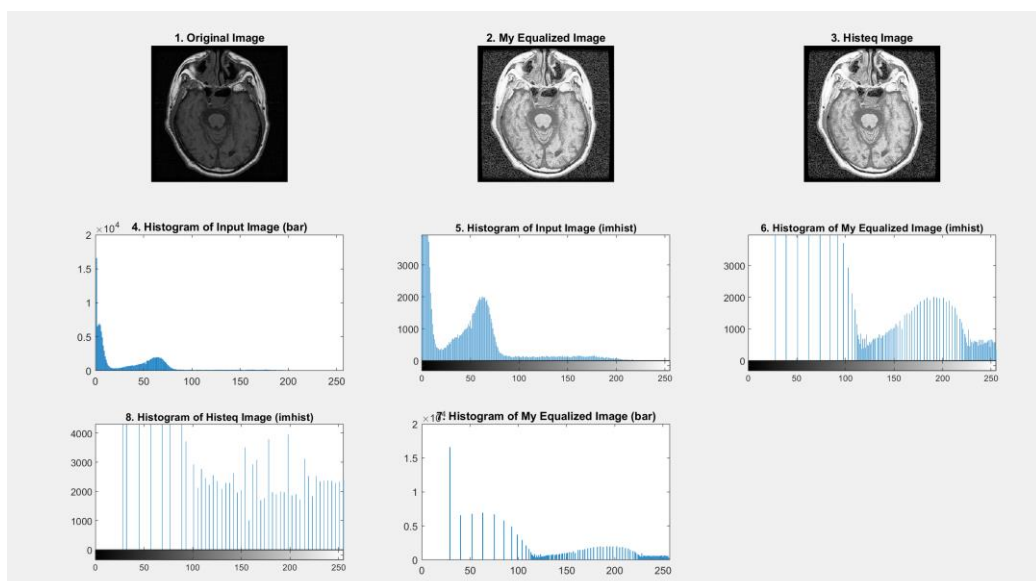 1. Original Image
2. My Equalized Image
3. Histeq Image
4. Histogram of Input Image (bar)
×10⁴
2
1.5
1
0.5
0
0 50 100 150 200 250
5. Histogram of Input Image (imhist)
3000
2000
1000
0
0 50 100 150 200 250
6. Histogram of My Equalized Image (imhist)
3000
2000
1000
0
0 50 100 150 200 250
8. Histogram of Histeq Image (imhist)
4000
3000
2000
1000
0
0 50 100 150 200 250
7. Histogram of My Equalized Image (bar)
2
1.5
1
0.5
0
0 50 100 150 200 250